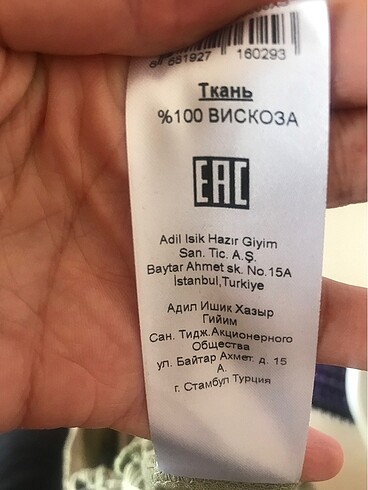 681927 160293
Ткань
%100 ВИСКОЗА
EAC
Adil Isik Hazır Giyim
San. Tic. A.Ş.
Baytar Ahmet sk. No.15A
İstanbul,Turkiye
Адил Ишик Хазыр
Гийим
Сан. Тидж.Акционерного
Общества
ул. Байтар Ахмет. д. 15
А.
г. Стамбул Турция